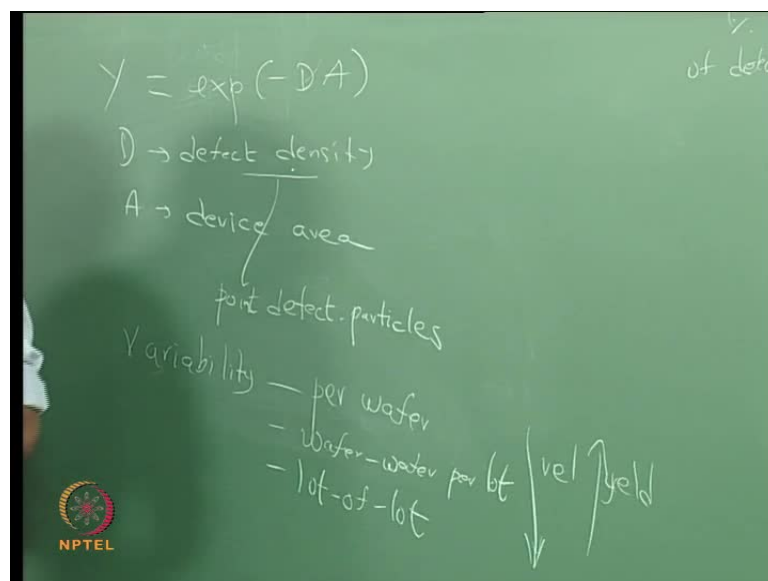 Y = exp (-DA)
D → defect density
A → device area
point defect. particles
Variability - per wafer
- wafer-wafer per lot
- lot-of-lot
↓ vel ↑ yeld
%
of
NPTEL